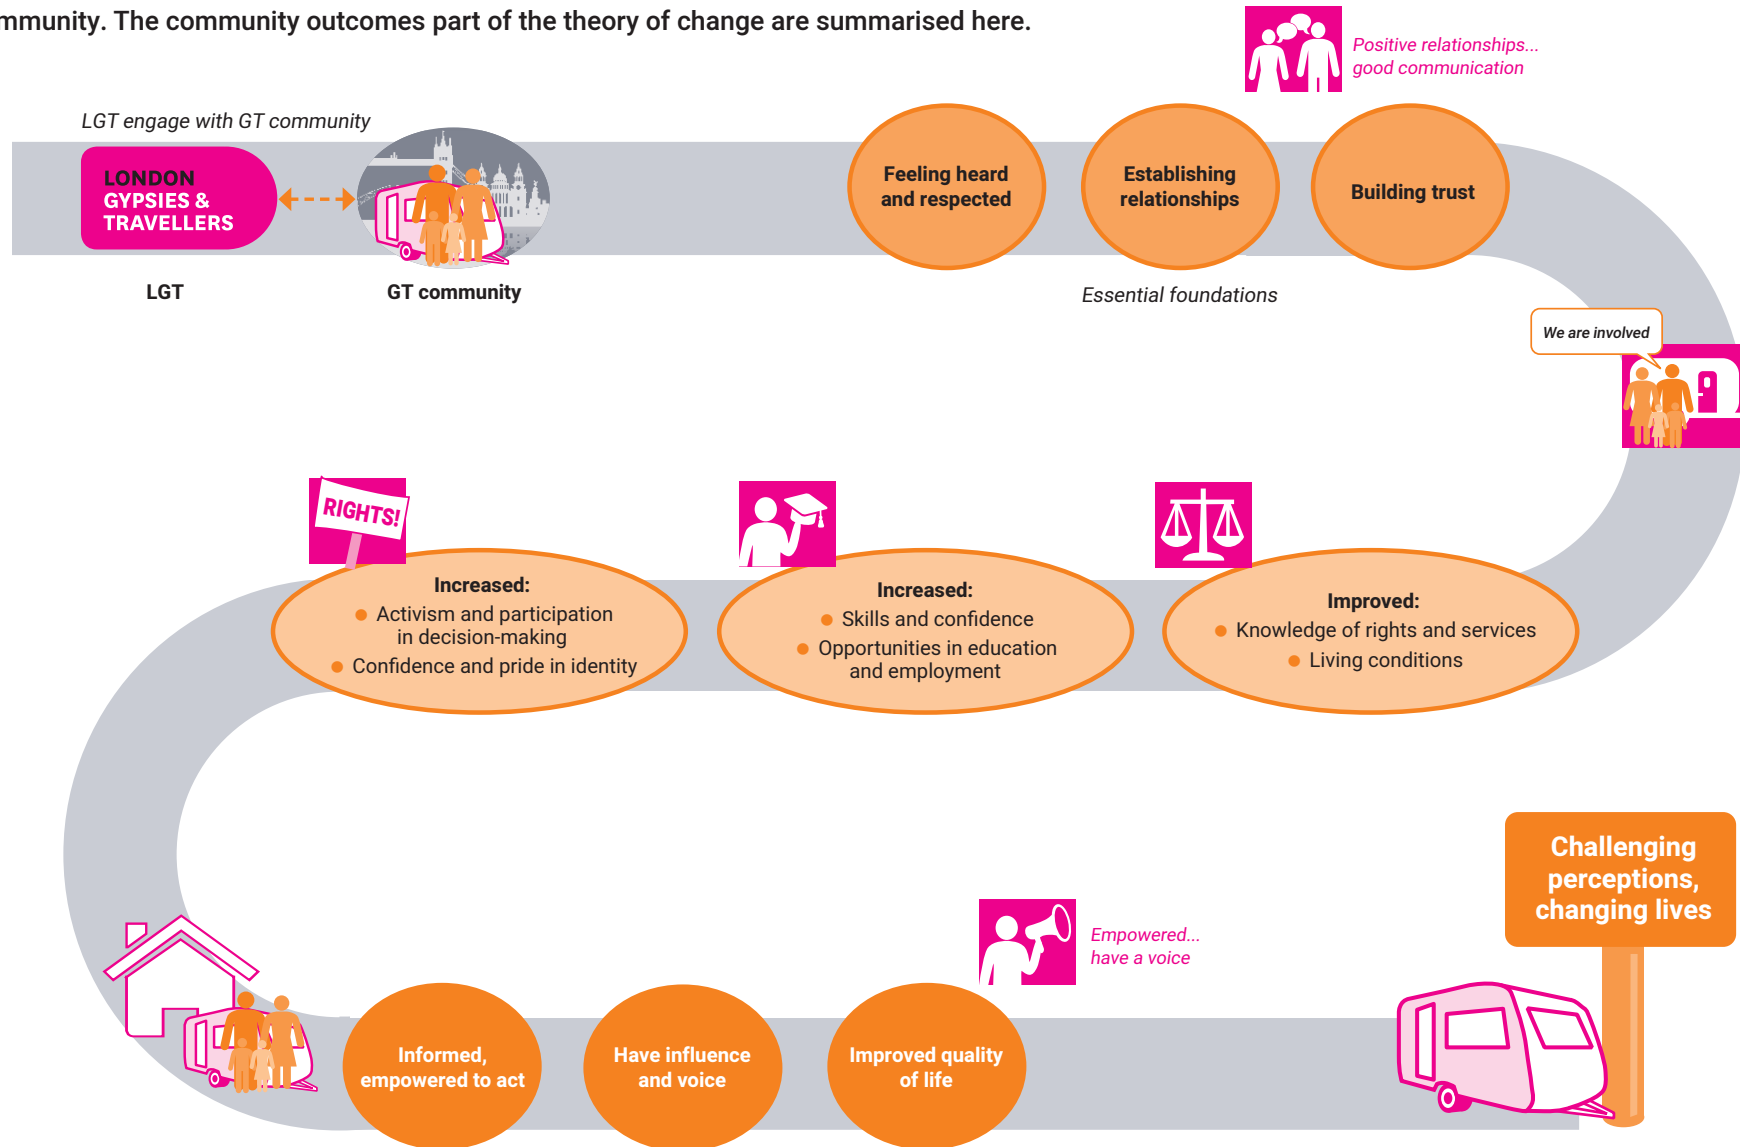 mmunity. The community outcomes part of the theory of change are summarised here.
Positive relationships...
good communication
LGT engage with GT community
LONDON
GYPSIES &
TRAVELLERS
LGT
GT community
Feeling heard
and respected
Establishing
relationships
Building trust
Essential foundations
We are involved
RIGHTS!
Increased:
● Activism and participation
in decision-making
● Confidence and pride in identity
Increased:
● Skills and confidence
● Opportunities in education
and employment
Improved:
● Knowledge of rights and services
● Living conditions
Informed,
empowered to act
Have influence
and voice
Improved quality
of life
Empowered...
have a voice
Challenging
perceptions,
changing lives